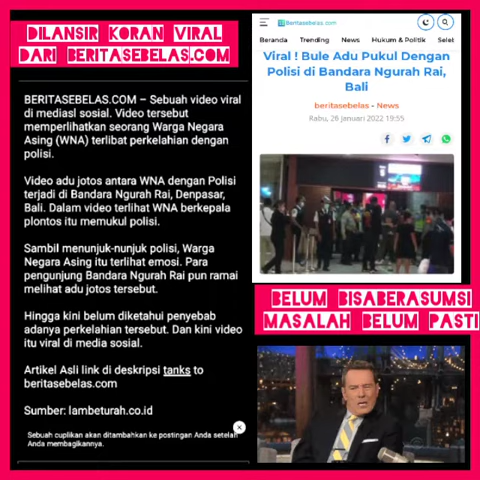 DILANSIR KORAN VIRAL
DARI BERITASEBELAS.COM
BERITASEBELAS.COM – Sebuah video viral
di mediasl sosial. Video tersebut
memperlihatkan seorang Warga Negara
Asing (WNA) terlibat perkelahian dengan
polisi.
Video adu jotos antara WNA dengan Polisi
terjadi di Bandara Ngurah Rai, Denpasar,
Bali. Dalam video terlihat WNA berkepala
plontos itu memukul polisi.
Sambil menunjuk-nunjuk polisi, Warga
Negara Asing itu terlihat emosi. Para
pengunjung Bandara Ngurah Rai pun ramai
melihat adu jotos tersebut.
Hingga kini belum diketahui penyebab
adanya perkelahian tersebut. Dan kini video
itu viral di media sosial.
Artikel Asli link di deskripsi tanks to
beritasebelas.com
Sumber: lambeturah.co.id
Sebuah cuplikan akan ditambahkan ke postingan Anda setelah
Anda membagikannya.
Beritasebelas.com
Beranda Trending News Hukum & Politik Seleb
Viral ! Bule Adu Pukul Dengan
Polisi di Bandara Ngurah Rai,
Bali
beritasebelas - News
Rabu, 26 Januari 2022 19:55
BELUM BISABERASUMSI
MASALAH BELUM PASTI